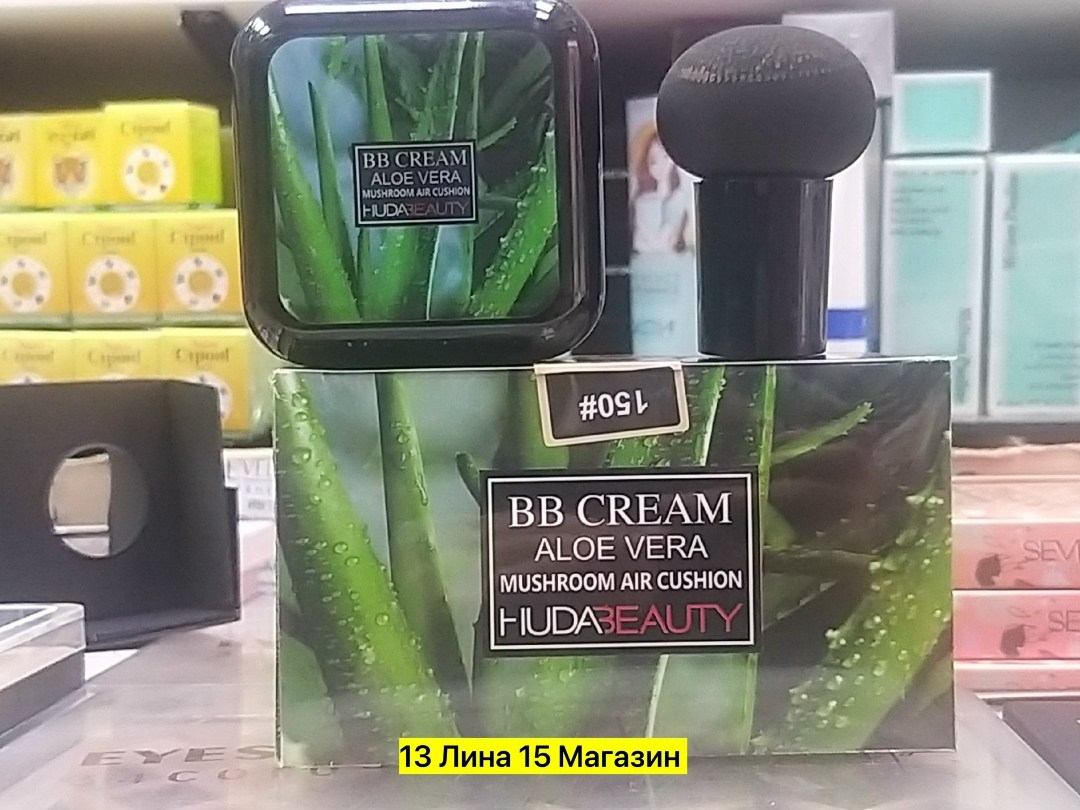 BB CREAM
ALOE VERA
MUSHROOM AIR CUSHION
HUDABEAUTY
150#
BB CREAM
ALOE VERA
MUSHROOM AIR CUSHION
HUDABEAUTY
13 Лина 15 Магазин